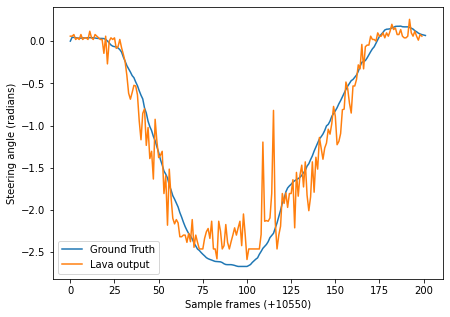 0.0
-0.5
-1.0
-1.5
-2.0
-2.5
Steering angle (radians)
Ground Truth
Lava output
0 25 50 75 100 125 150 175 200
Sample frames (+10550)